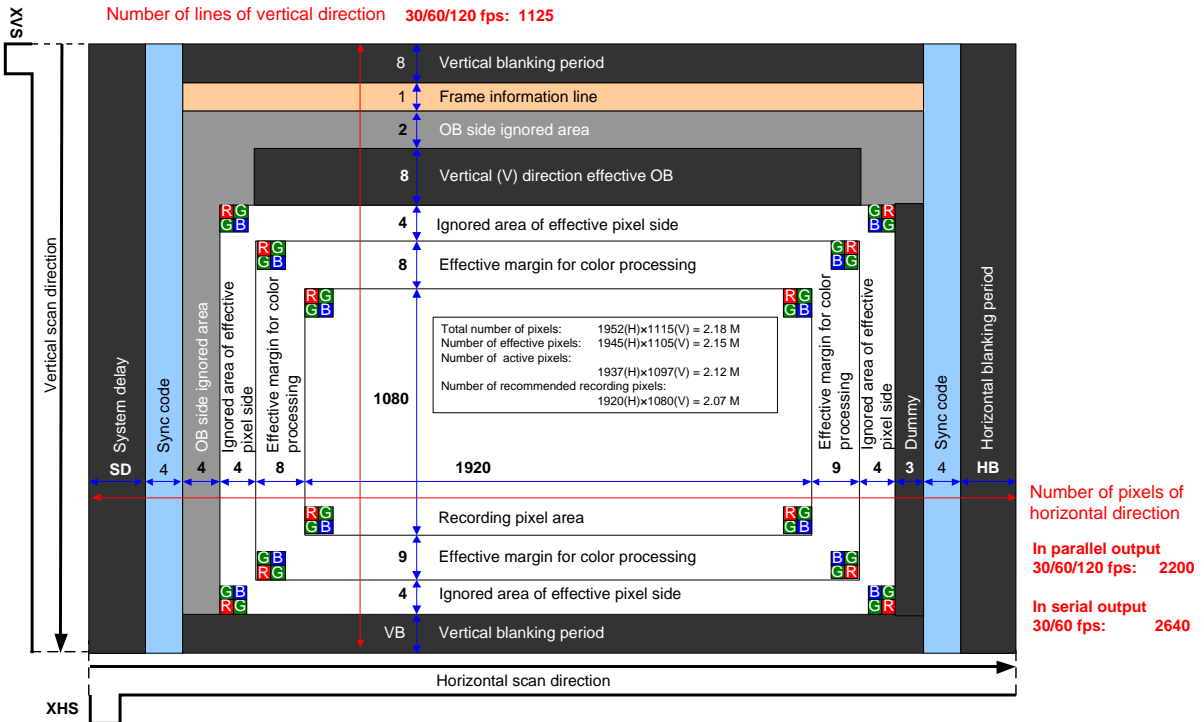 Number of lines of vertical direction 30/60/120 fps: 1125
XVS
8 Vertical blanking period
1 Frame information line
2 OB side ignored area
8 Vertical (V) direction effective OB
R G G R
G B B G
4 Ignored area of effective pixel side
R G G R
G B B G
8 Effective margin for color processing
R G R G
G B G B
Total number of pixels: 1952(H)×1115(V) = 2.18 M
Number of effective pixels: 1945(H)×1105(V) = 2.15 M
Number of active pixels:
1937(H)×1097(V) = 2.12 M
Number of recommended recording pixels:
1920(H)×1080(V) = 2.07 M
1080
Vertical scan direction
System delay
Sync code
OB side ignored area
Ignored area of effective
pixel side
Effective margin for color
processing
Effective margin for color
processing
Ignored area of effective
pixel side
Dummy
Sync code
Horizontal blanking period
SD 4 4 4 8 1920 9 4 3 4 HB
Number of pixels of
horizontal direction
In parallel output
30/60/120 fps: 2200
In serial output
30/60 fps: 2640
R G R G
G B G B
Recording pixel area
G B B G
R G G R
9 Effective margin for color processing
G B B G
R G G R
4 Ignored area of effective pixel side
VB Vertical blanking period
Horizontal scan direction
XHS